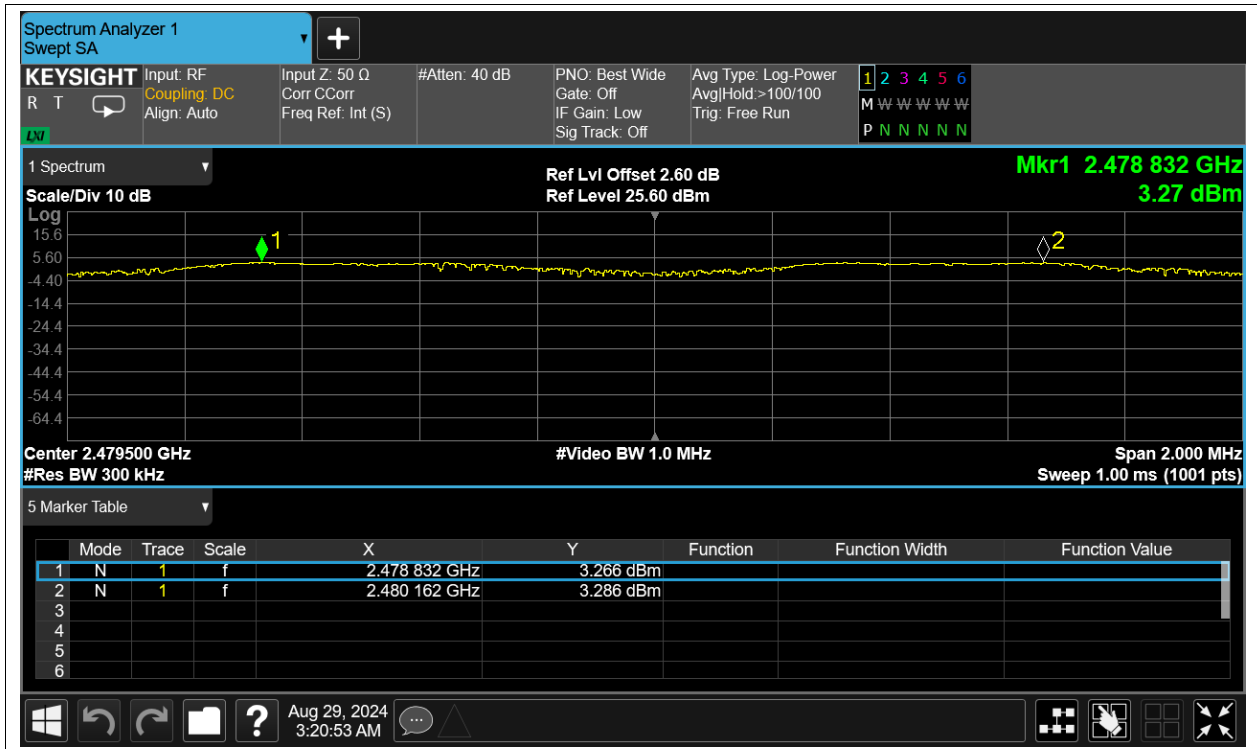 Spectrum Analyzer 1
Swept SA
KEYSIGHT
R T
LXI
Input: RF
Coupling: DC
Align: Auto
Input Z: 50 Ω
Corr CCorr
Freq Ref: Int (S)
#Atten: 40 dB
PNO: Best Wide
Gate: Off
IF Gain: Low
Sig Track: Off
Avg Type: Log-Power
Avg|Hold:>100/100
Trig: Free Run
1 2 3 4 5 6
M W W W W W
P N N N N N
1 Spectrum
Scale/Div 10 dB
Ref Lvl Offset 2.60 dB
Ref Level 25.60 dBm
Mkr1 2.478 832 GHz
3.27 dBm
Log
15.6
5.60
-4.40
-14.4
-24.4
-34.4
-44.4
-54.4
-64.4
1
2
Center 2.479500 GHz
#Res BW 300 kHz
#Video BW 1.0 MHz
Span 2.000 MHz
Sweep 1.00 ms (1001 pts)
5 Marker Table
Mode Trace Scale X Y Function Function Width Function Value
1 N 1 f 2.478 832 GHz 3.266 dBm
2 N 1 f 2.480 162 GHz 3.286 dBm
3
4
5
6
?
Aug 29, 2024
3:20:53 AM